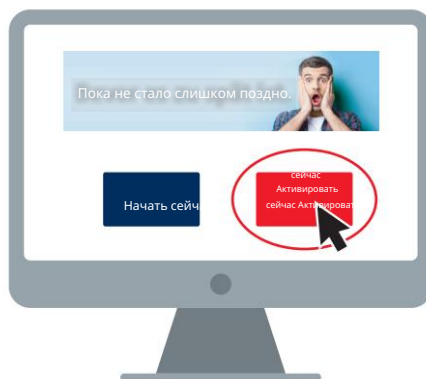 Пока не стало слишком поздно.
Начать сейч
сейчас
Активировать
сейчас Активироват